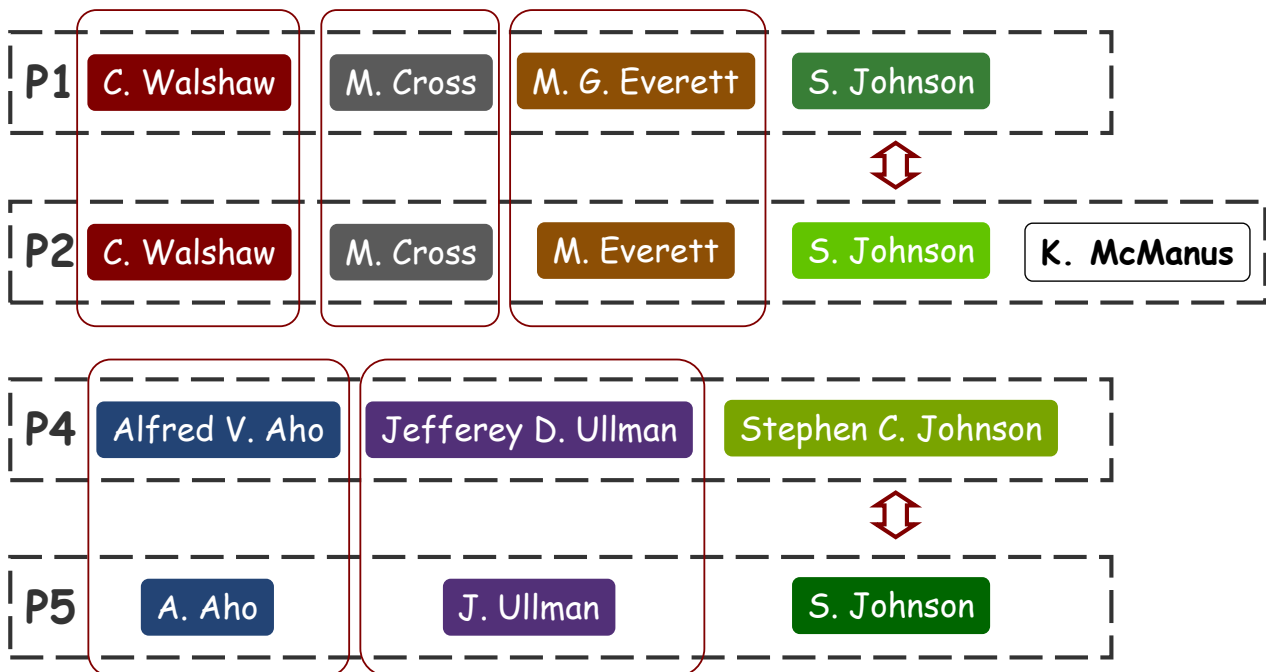 P1 C. Walshaw M. Cross M. G. Everett S. Johnson
P2 C. Walshaw M. Cross M. Everett S. Johnson K. McManus
P4 Alfred V. Aho Jefferey D. Ullman Stephen C. Johnson
P5 A. Aho J. Ullman S. Johnson